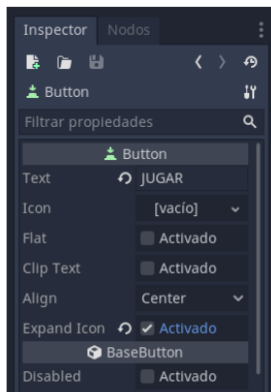 Inspector Nodos
Button
Filtrar propiedades
Button
Text JUGAR
Icon [vacío]
Flat Activado
Clip Text Activado
Align Center
Expand Icon Activado
BaseButton
Disabled Activado